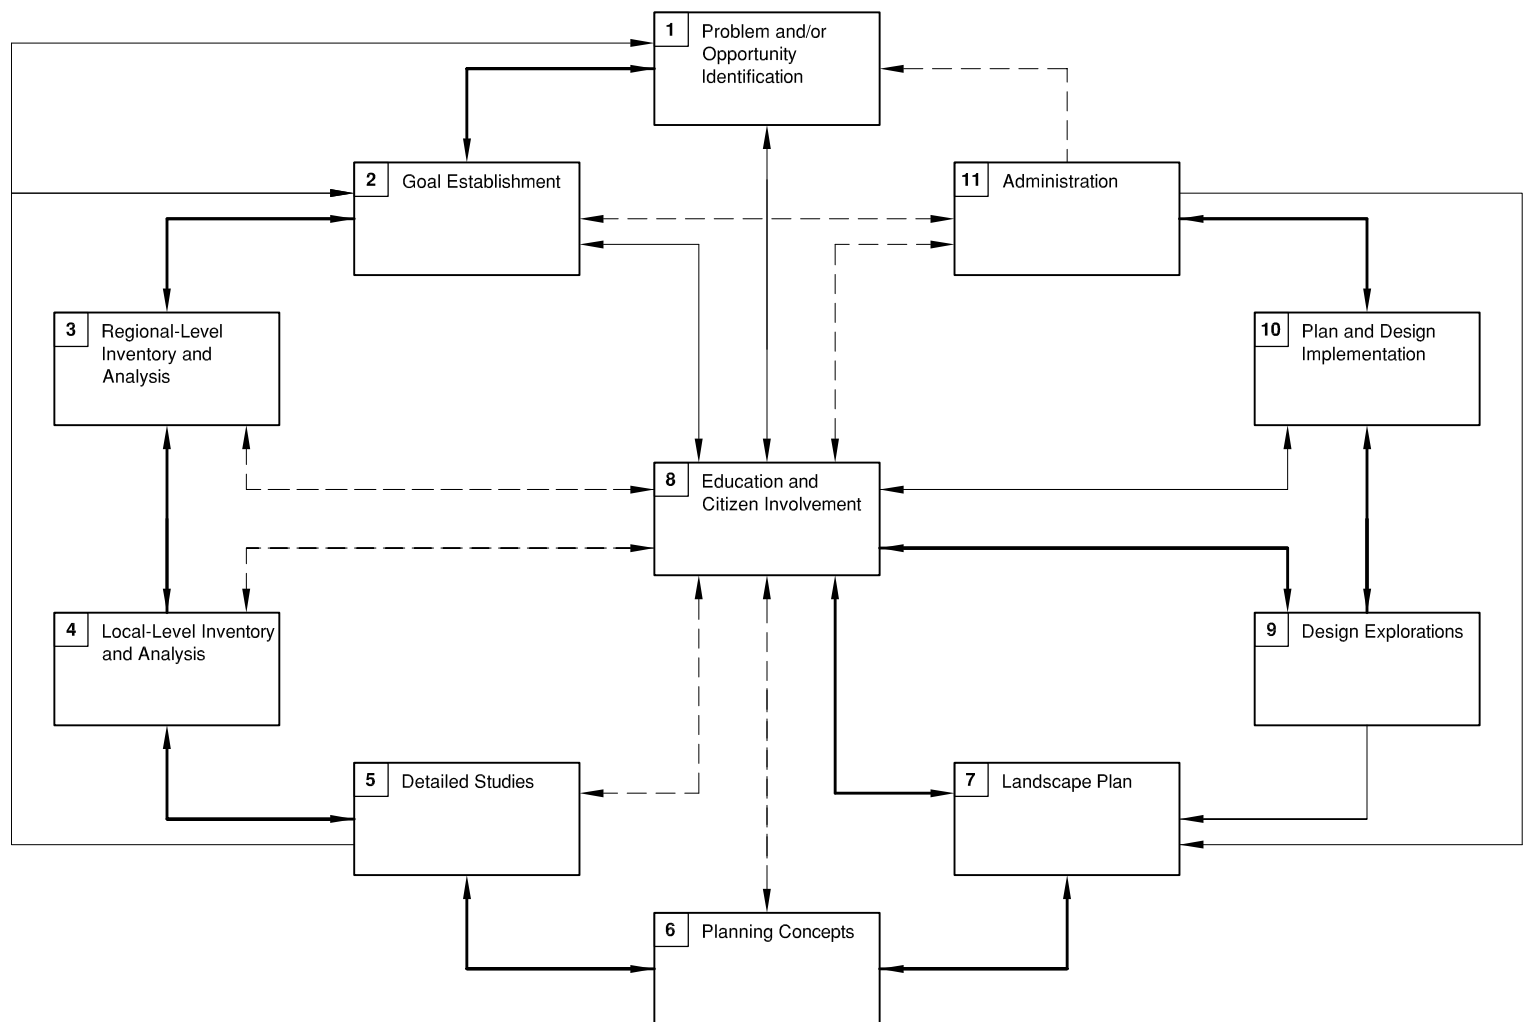 1
Problem and/or
Opportunity
Identification
2
Goal Establishment
11
Administration
3
Regional-Level
Inventory and
Analysis
10
Plan and Design
Implementation
8
Education and
Citizen Involvement
4
Local-Level Inventory
and Analysis
9
Design Explorations
5
Detailed Studies
7
Landscape Plan
6
Planning Concepts